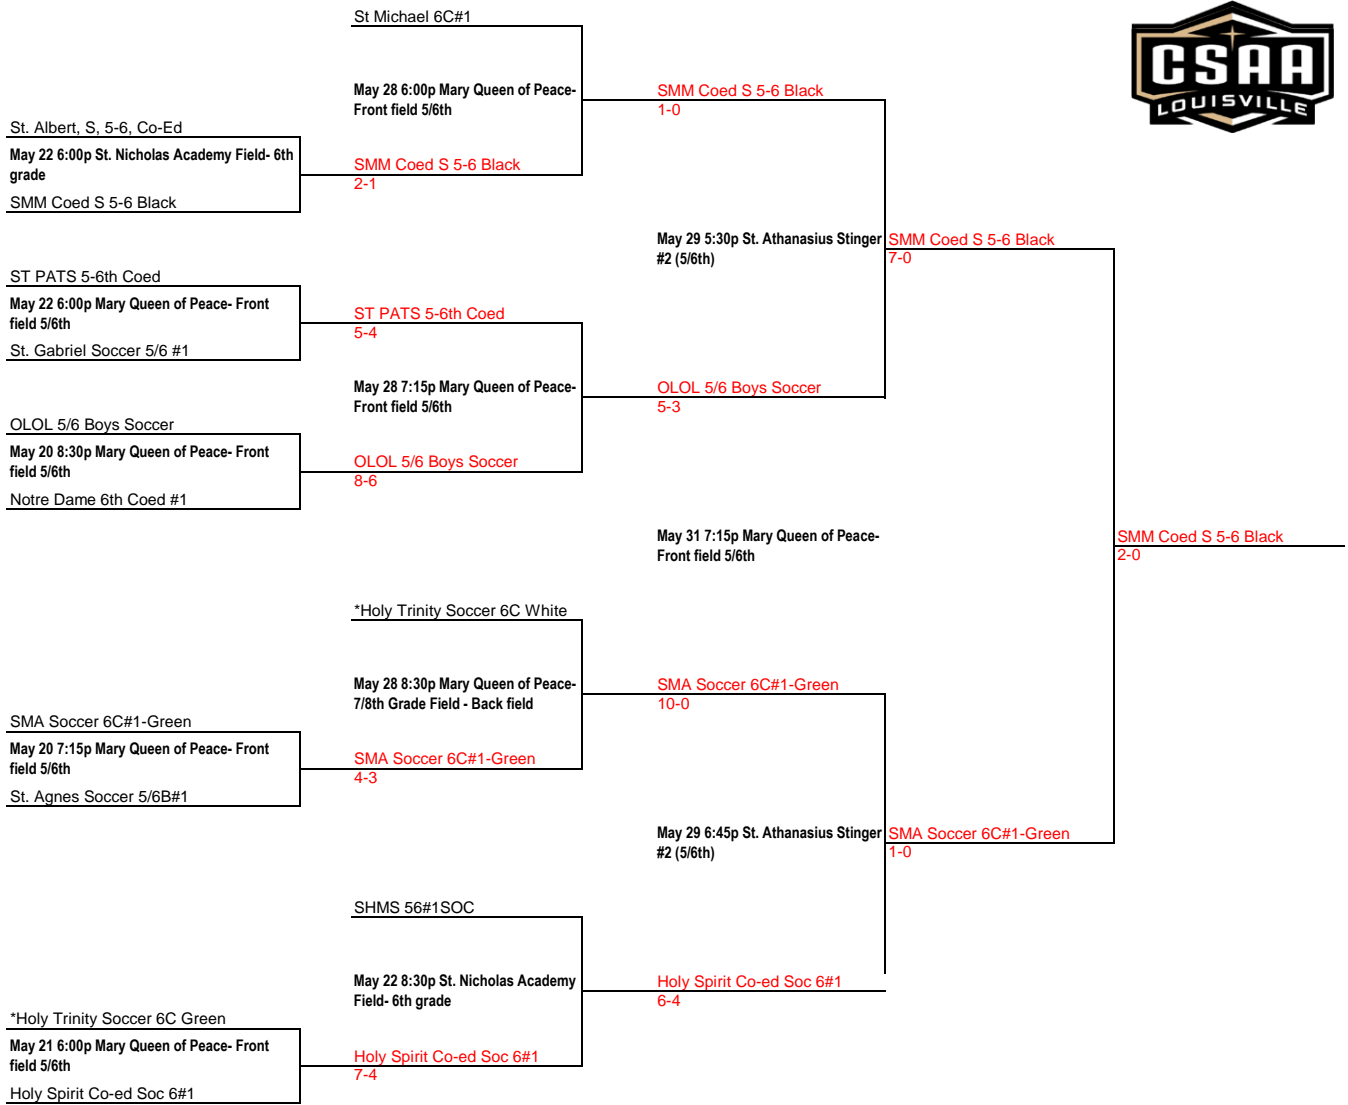 St Michael 6C#1
CSAA
LOUISVILLE
May 28 6:00p Mary Queen of Peace-
Front field 5/6th
SMM Coed S 5-6 Black
1-0
St. Albert, S, 5-6, Co-Ed
May 22 6:00p St. Nicholas Academy Field- 6th
grade
SMM Coed S 5-6 Black
2-1
SMM Coed S 5-6 Black
May 29 5:30p St. Athanasius Stinger
#2 (5/6th)
SMM Coed S 5-6 Black
7-0
ST PATS 5-6th Coed
May 22 6:00p Mary Queen of Peace- Front
field 5/6th
ST PATS 5-6th Coed
5-4
St. Gabriel Soccer 5/6 #1
May 28 7:15p Mary Queen of Peace-
Front field 5/6th
OLOL 5/6 Boys Soccer
5-3
OLOL 5/6 Boys Soccer
May 20 8:30p Mary Queen of Peace- Front
field 5/6th
OLOL 5/6 Boys Soccer
8-6
Notre Dame 6th Coed #1
May 31 7:15p Mary Queen of Peace-
Front field 5/6th
SMM Coed S 5-6 Black
2-0
*Holy Trinity Soccer 6C White
May 28 8:30p Mary Queen of Peace-
7/8th Grade Field - Back field
SMA Soccer 6C#1-Green
10-0
SMA Soccer 6C#1-Green
May 20 7:15p Mary Queen of Peace- Front
field 5/6th
SMA Soccer 6C#1-Green
4-3
St. Agnes Soccer 5/6B#1
May 29 6:45p St. Athanasius Stinger
#2 (5/6th)
SMA Soccer 6C#1-Green
1-0
SHMS 56#1SOC
May 22 8:30p St. Nicholas Academy
Field- 6th grade
Holy Spirit Co-ed Soc 6#1
6-4
*Holy Trinity Soccer 6C Green
May 21 6:00p Mary Queen of Peace- Front
field 5/6th
Holy Spirit Co-ed Soc 6#1
7-4
Holy Spirit Co-ed Soc 6#1